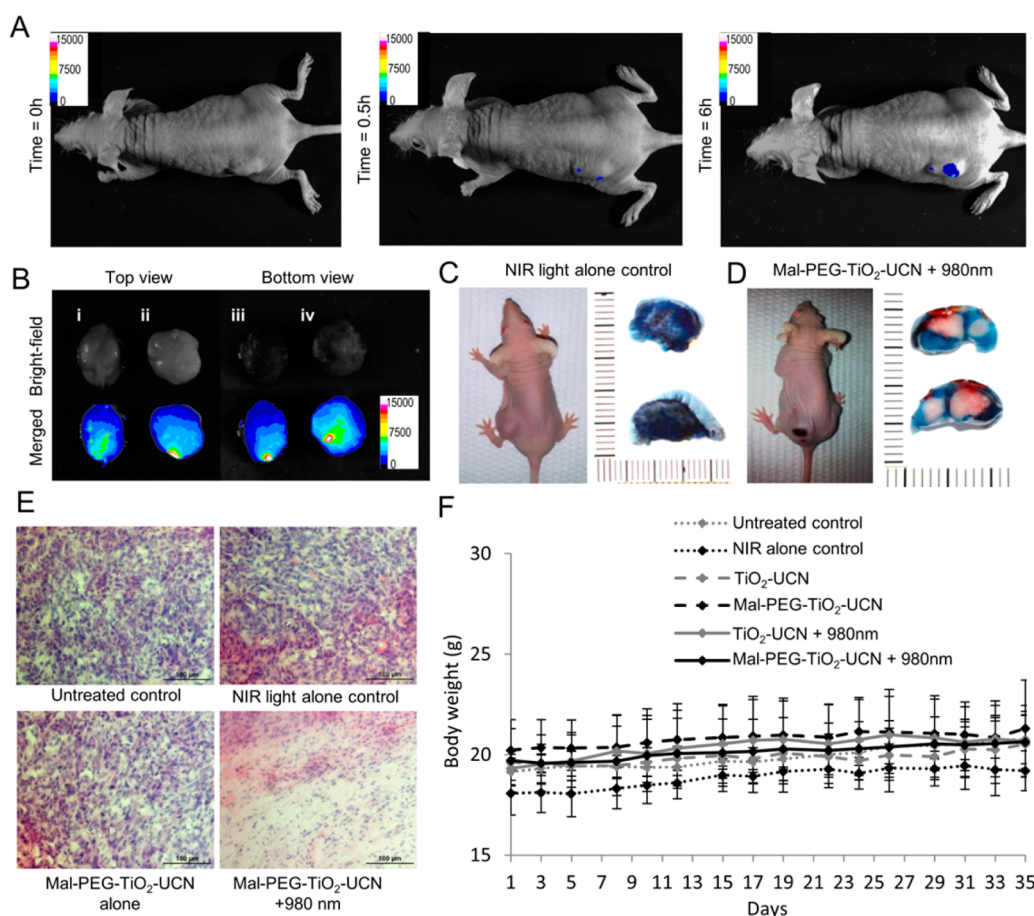 A
15000
7500
0
Time = 0h
15000
7500
0
Time = 0.5h
15000
7500
0
Time = 6h
B
Top view
Bottom view
i
ii
iii
iv
Bright-field
Merged
15000
7500
0
C
NIR light alone control
D
Mal-PEG-TiO₂-UCN + 980nm
E
100 µm
100 µm
Untreated control
NIR light alone control
100 µm
100 µm
Mal-PEG-TiO₂-UCN
alone
Mal-PEG-TiO₂-UCN
+980 nm
F
Untreated control
NIR alone control
TiO₂-UCN
Mal-PEG-TiO₂-UCN
TiO₂-UCN + 980nm
Mal-PEG-TiO₂-UCN + 980nm
Body weight (g)
30
25
20
15
1 3 5 7 9 11 13 15 17 19 21 23 25 27 29 31 33 35
Days